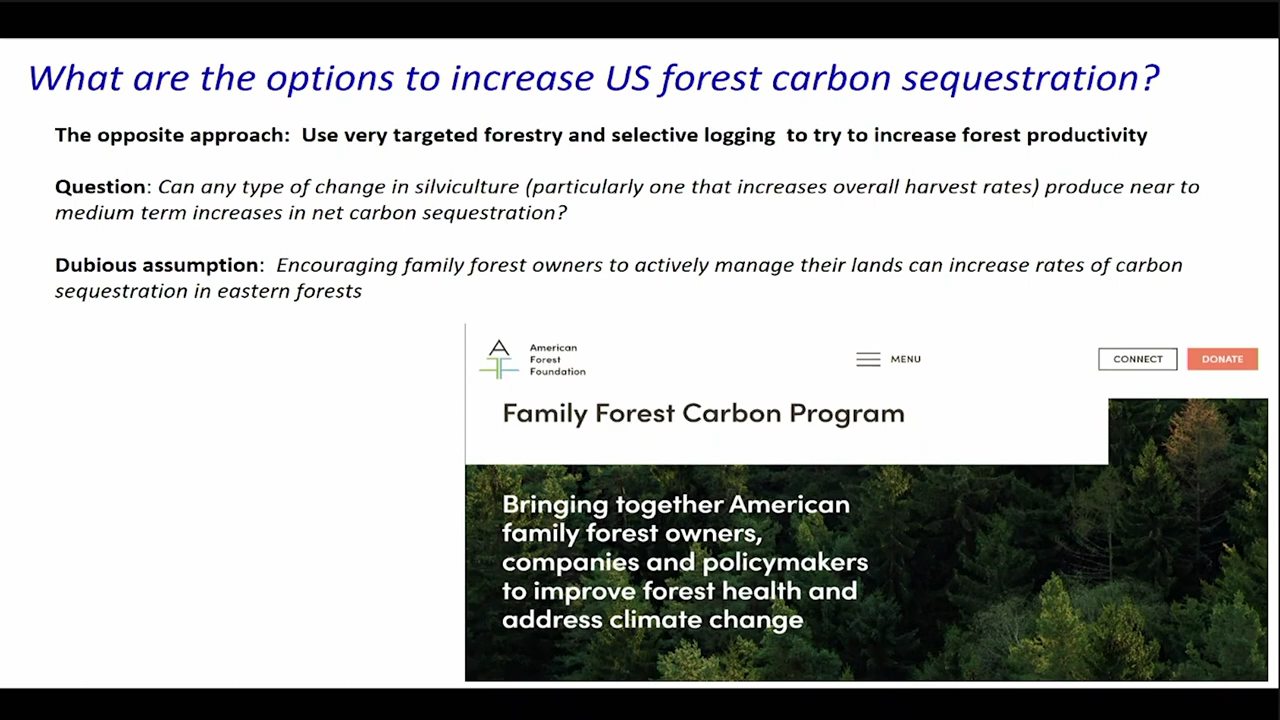 What are the options to increase US forest carbon sequestration?
The opposite approach: Use very targeted forestry and selective logging to try to increase forest productivity
Question: Can any type of change in silviculture (particularly one that increases overall harvest rates) produce near to
medium term increases in net carbon sequestration?
Dubious assumption: Encouraging family forest owners to actively manage their lands can increase rates of carbon
sequestration in eastern forests
American
Forest
Foundation
MENU
CONNECT
DONATE
Family Forest Carbon Program
Bringing together American
family forest owners,
companies and policymakers
to improve forest health and
address climate change